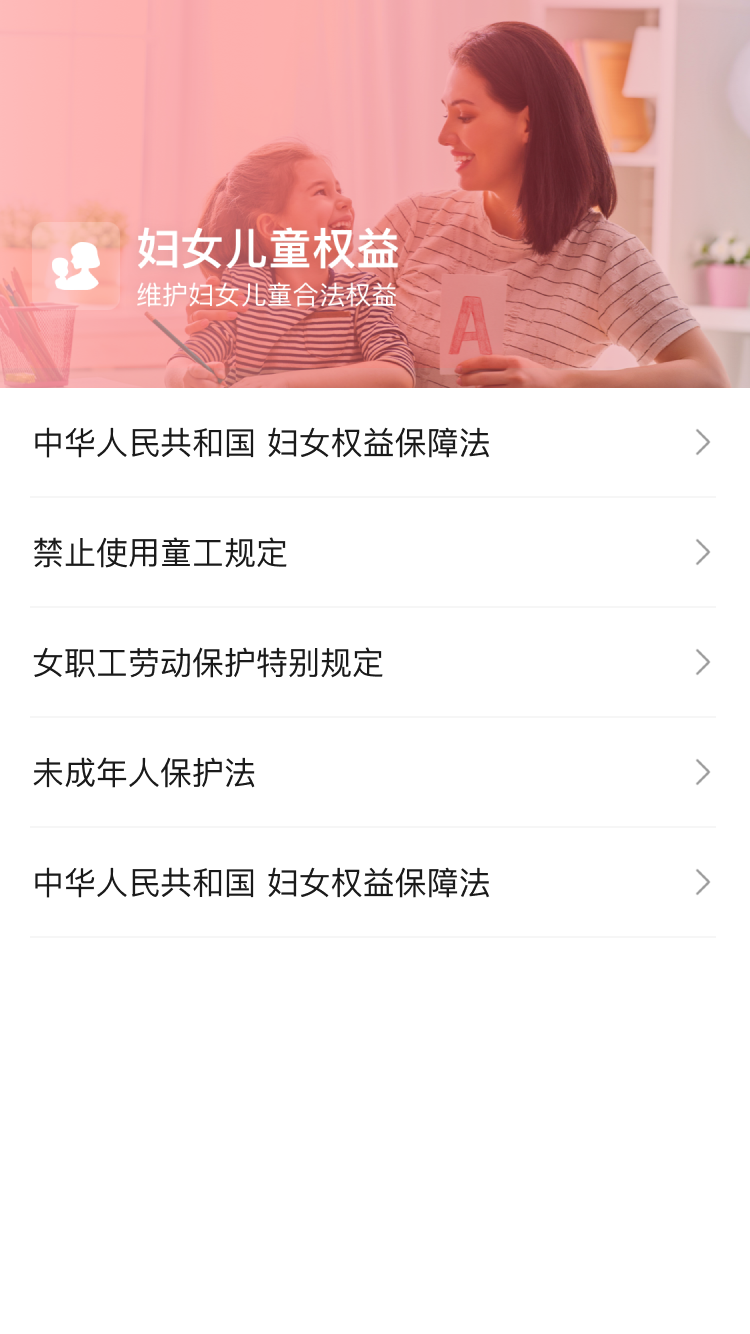 妇女儿童权益
维护妇女儿童合法权益
A
中华人民共和国 妇女权益保障法
禁止使用童工规定
女职工劳动保护特别规定
未成年人保护法
中华人民共和国 妇女权益保障法